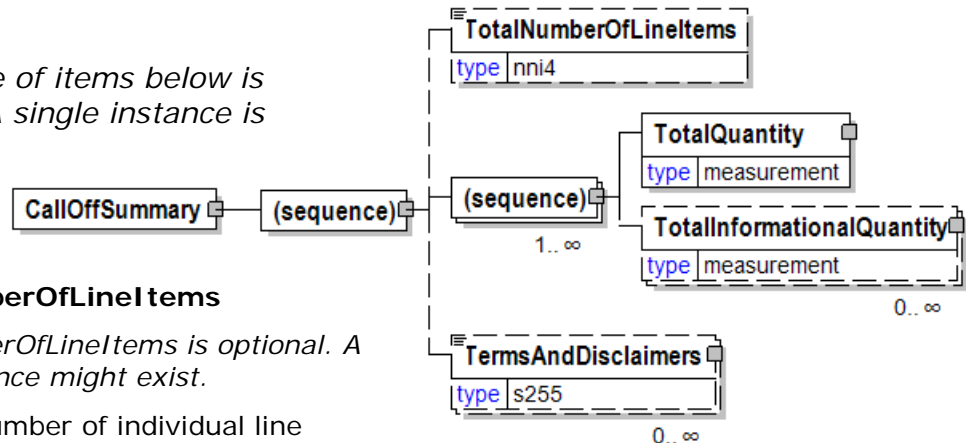 TotalNumberOfLineItems
type nni4
e of items below is
A single instance is
TotalQuantity
type measurement
CallOffSummary
(sequence)
(sequence)
1.. ∞
TotalInformationalQuantity
type measurement
0.. ∞
berOfLineItems
erOfLineItems is optional. A
nce might exist.
TermsAndDisclaimers
type s255
0.. ∞
umber of individual line